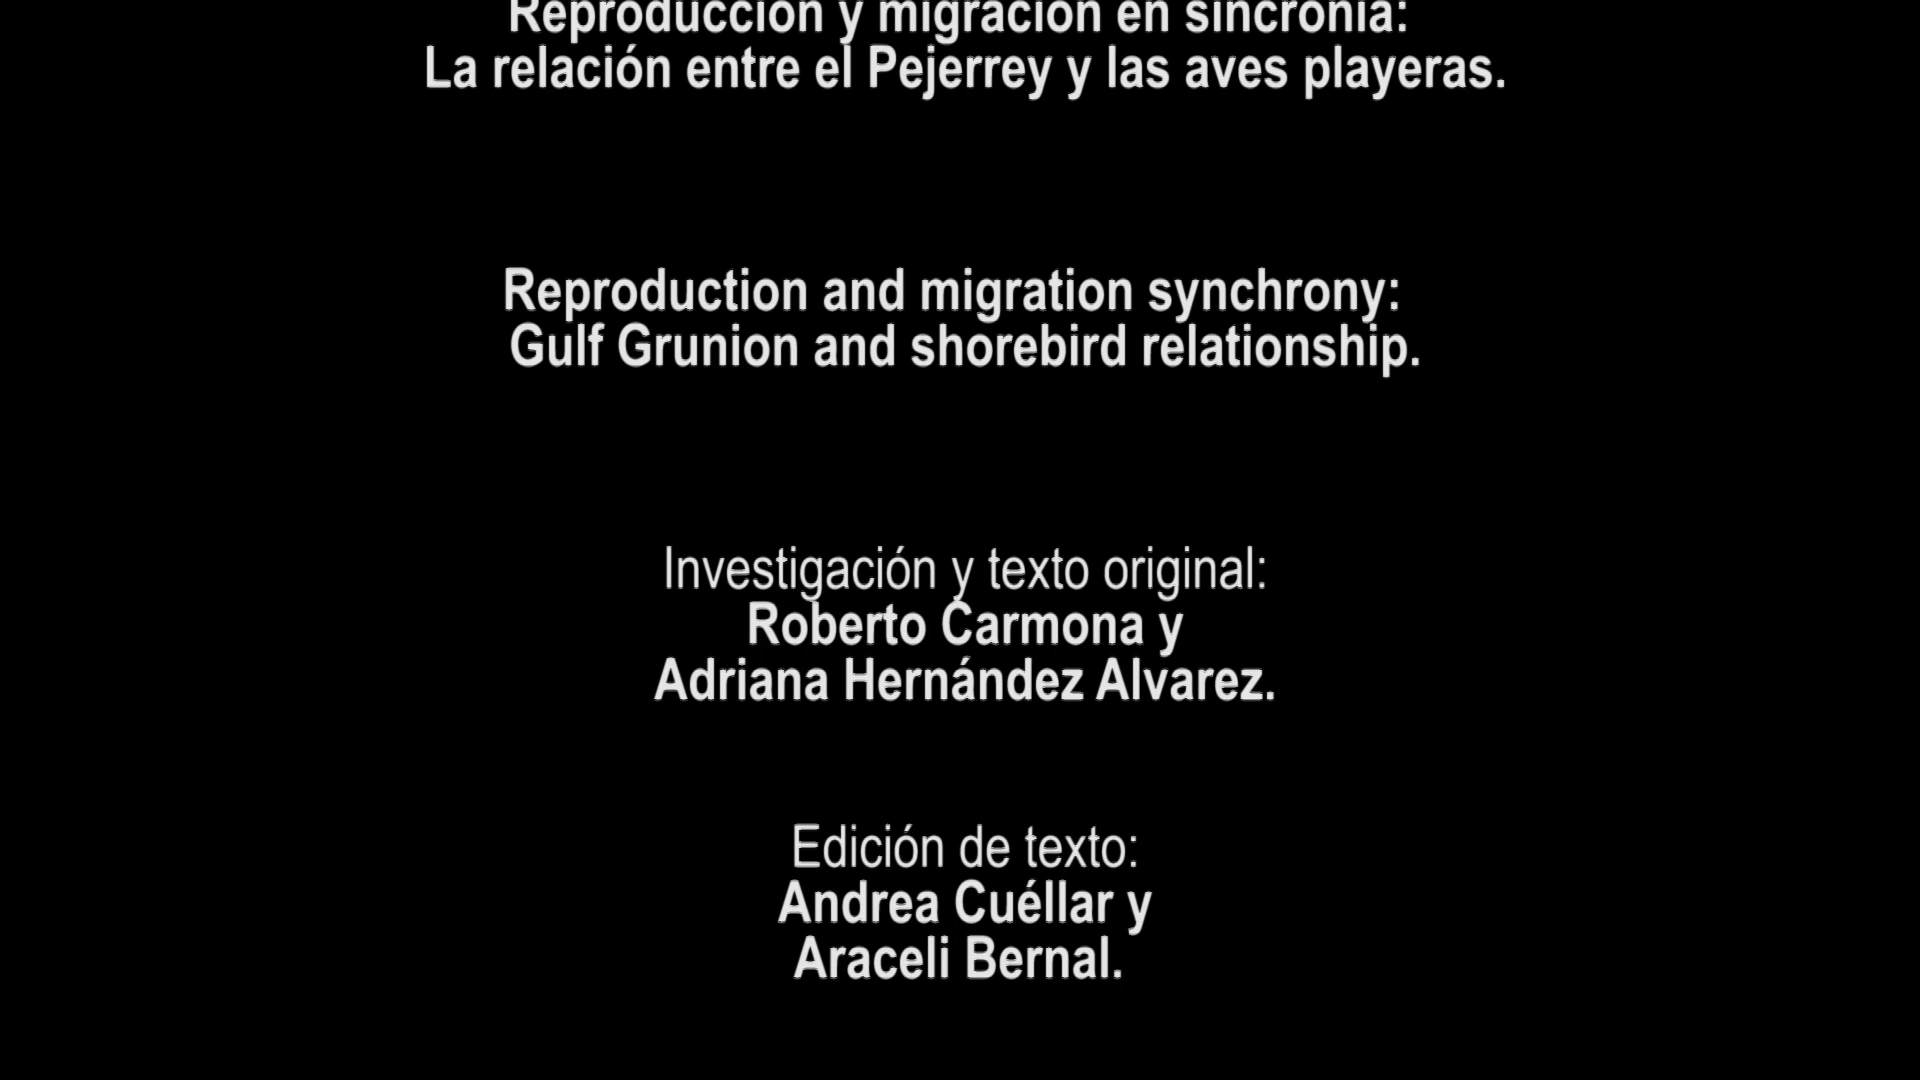 Reproducción y migración en sincronía:
La relación entre el Pejerrey y las aves playeras.
Reproduction and migration synchrony:
Gulf Grunion and shorebird relationship.
Investigación y texto original:
Roberto Carmona y
Adriana Hernández Alvarez.
Edición de texto:
Andrea Cuéllar y
Araceli Bernal.